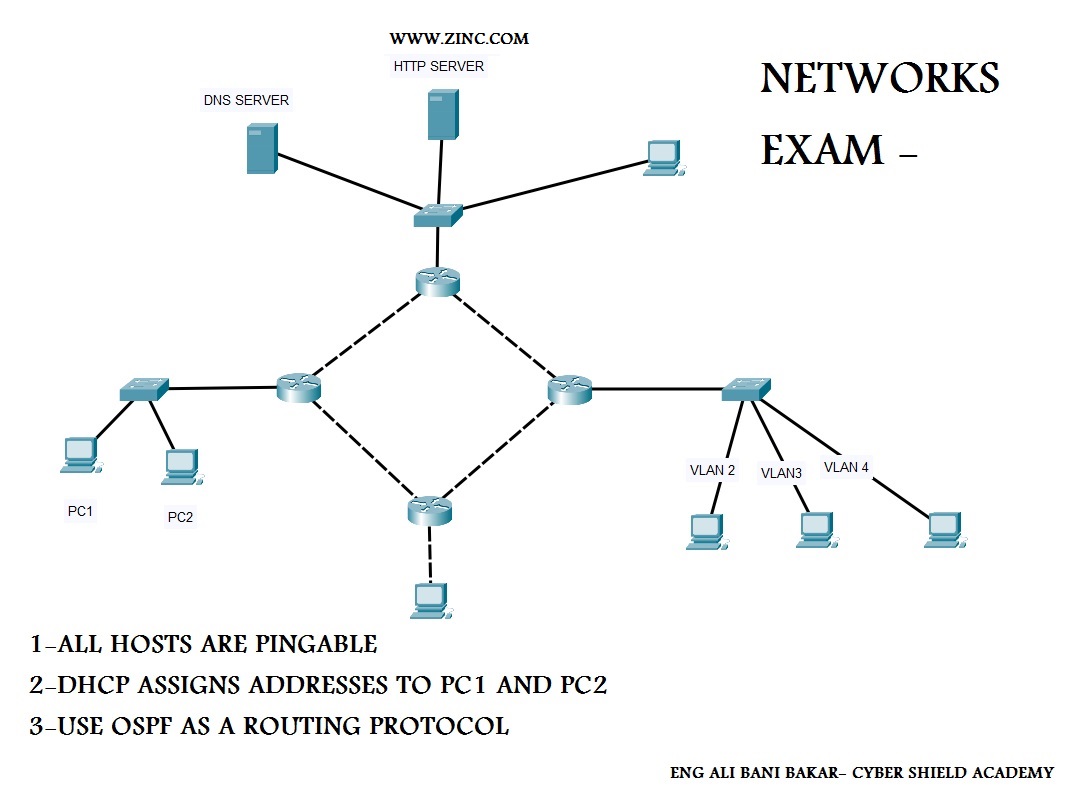 WWW.ZINC.COM
HTTP SERVER
DNS SERVER
NETWORKS
EXAM –
VLAN 2
VLAN3
VLAN 4
PC1
PC2
1–ALL HOSTS ARE PINGABLE
2–DHCP ASSIGNS ADDRESSES TO PC1 AND PC2
3–USE OSPF AS A ROUTING PROTOCOL
ENG ALI BANI BAKAR– CYBER SHIELD ACADEMY